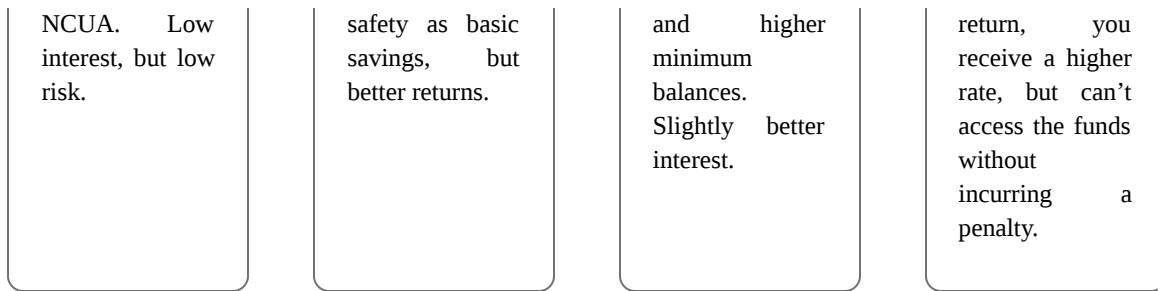 NCUA. Low
interest, but low
risk.
safety as basic
savings, but
better returns.
and higher
minimum
balances.
Slightly better
interest.
return, you
receive a higher
rate, but can’t
access the funds
without
incurring a
penalty.